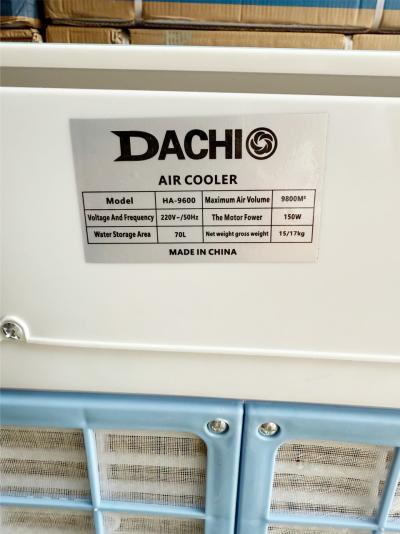 DACHIO
AIR COOLER
Model HA-9600 Maximum Air Volume 9800M³
Voltage And Frequency 220V~/50Hz The Motor Fower 150W
Water Storage Area 70L Net weight gross weight 15/17kg
MADE IN CHINA